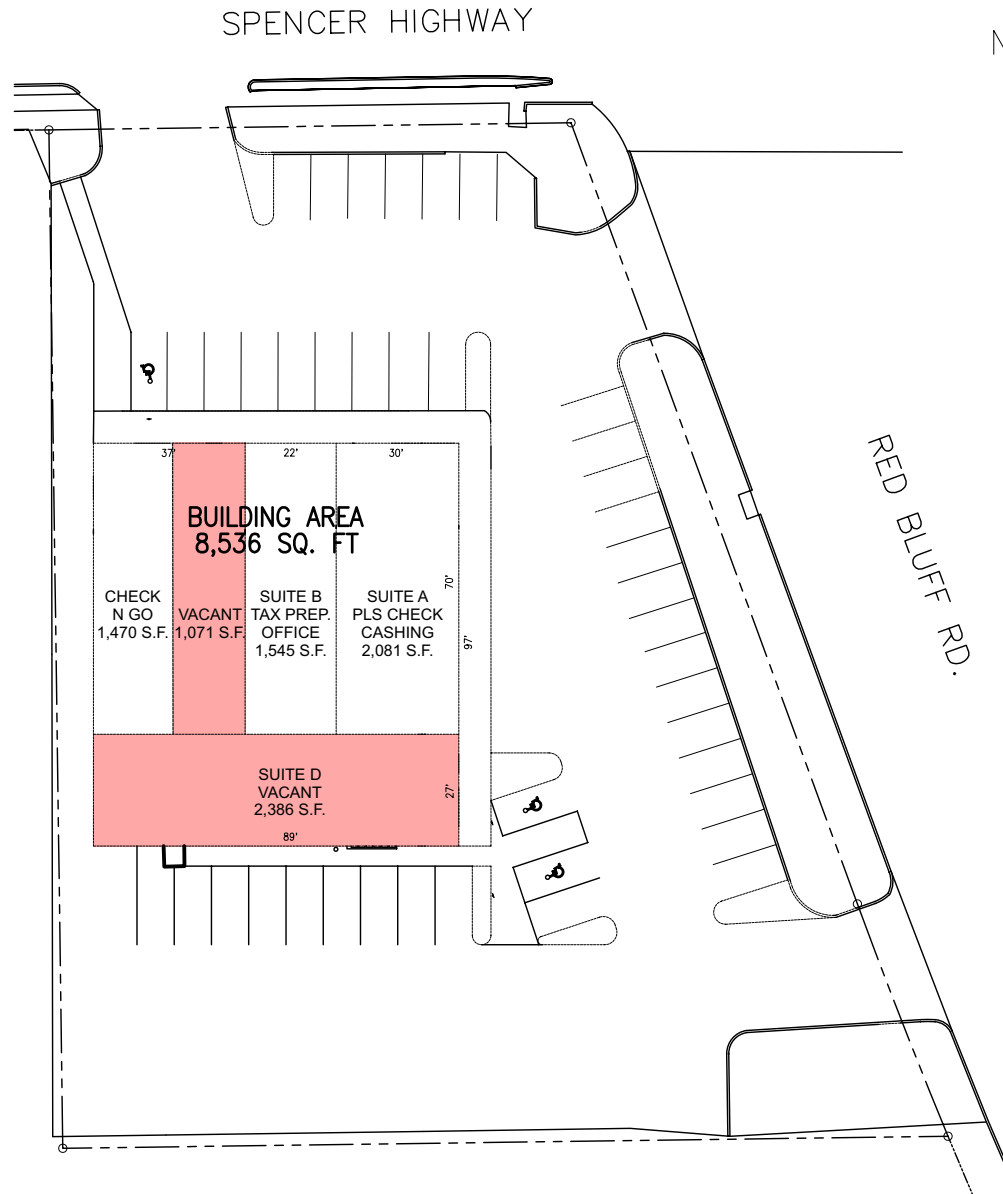 SPENCER HIGHWAY
N
37'
22'
30'
BUILDING AREA
8,536 SQ. FT
CHECK
N GO
1,470 S.F.
VACANT
1,071 S.F.
SUITE B
TAX PREP.
OFFICE
1,545 S.F.
SUITE A
PLS CHECK
CASHING
2,081 S.F.
70'
97'
SUITE D
VACANT
2,386 S.F.
27'
89'
RED BLUFF RD.